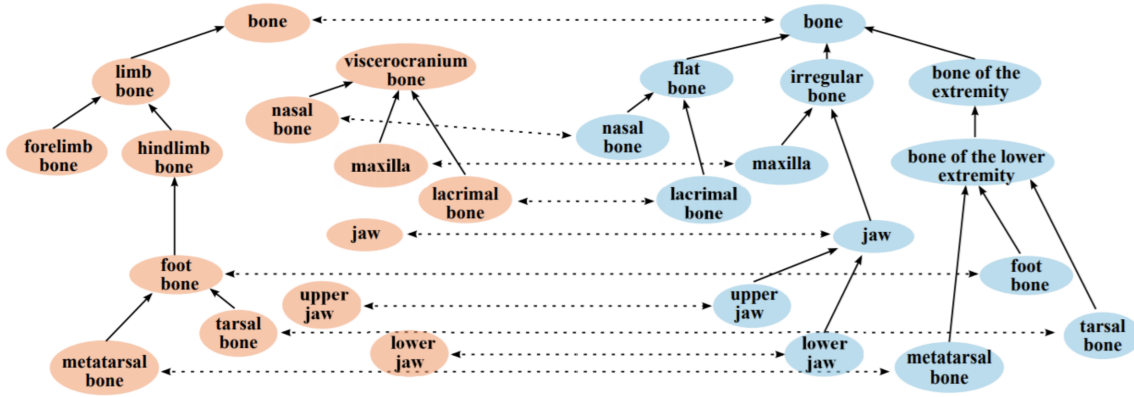 bone
bone
limb
bone
viscerocranium
bone
flat
bone
irregular
bone
bone of the
extremity
nasal
bone
nasal
bone
forelimb
bone
hindlimb
bone
maxilla
maxilla
bone of the lower
extremity
lacrimal
bone
lacrimal
bone
jaw
jaw
foot
bone
foot
bone
upper
jaw
upper
jaw
tarsal
bone
tarsal
bone
lower
jaw
lower
jaw
metatarsal
bone
metatarsal
bone